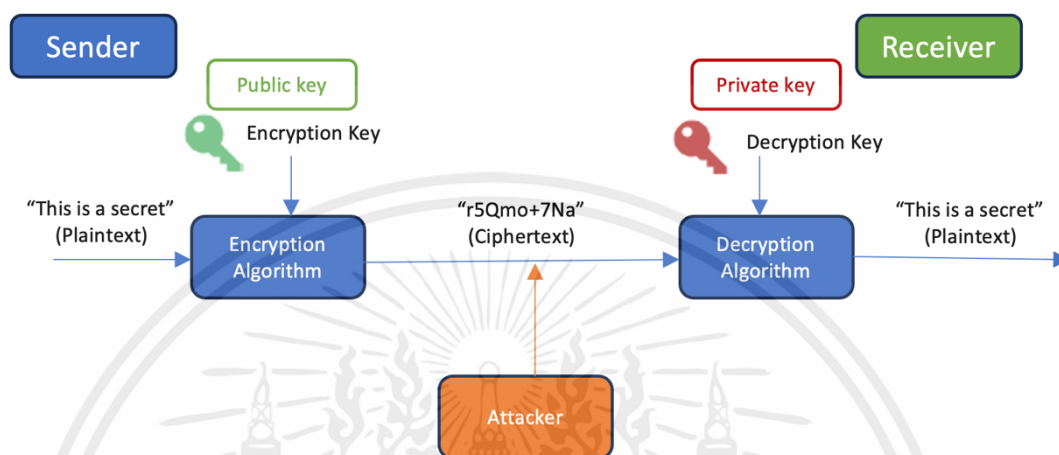 Sender
Receiver
Public key
Private key
Encryption Key
Decryption Key
“This is a secret”
(Plaintext)
Encryption
Algorithm
“r5Qmo+7Na”
(Ciphertext)
Decryption
Algorithm
“This is a secret”
(Plaintext)
Attacker